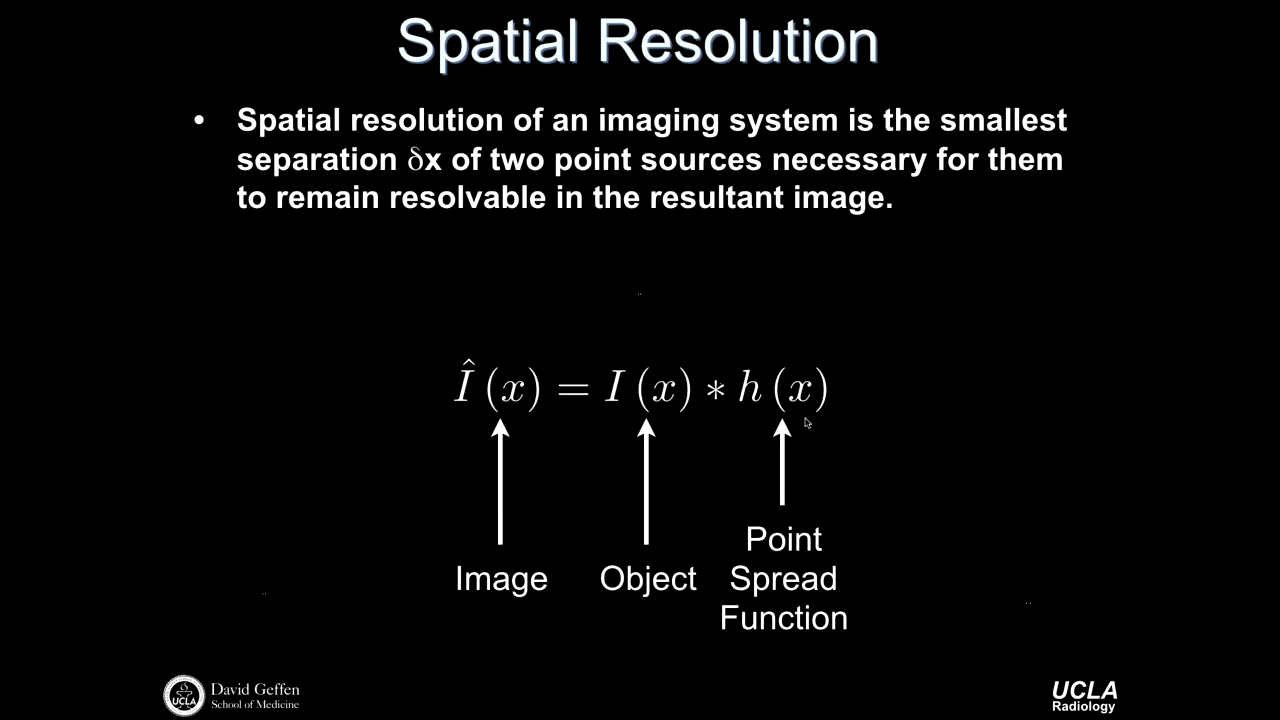 Spatial Resolution
• Spatial resolution of an imaging system is the smallest
separation δx of two point sources necessary for them
to remain resolvable in the resultant image.
Î (x) = I (x) ∗ h (x)
Point
Image Object Spread
Function
UCLA
David Geffen
School of Medicine
UCLA
Radiology